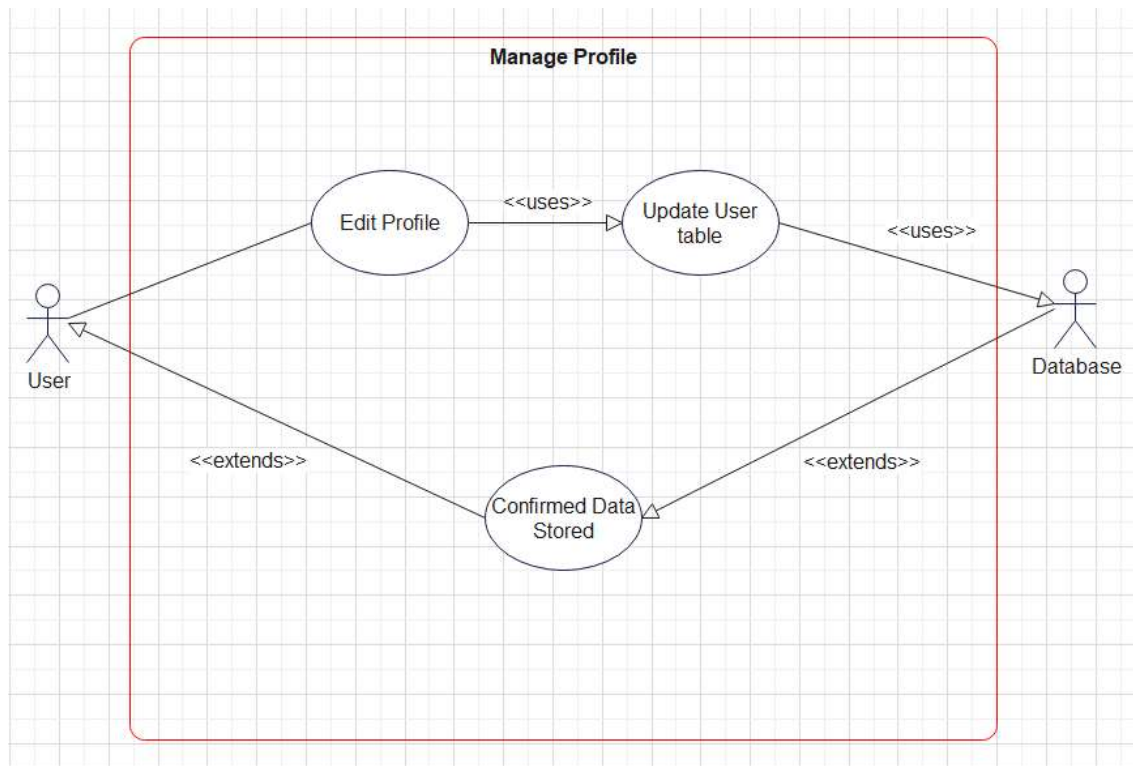 Manage Profile
<<uses>>
Edit Profile
Update User
table
<<uses>>
User
Database
<<extends>>
<<extends>>
Confirmed Data
Stored